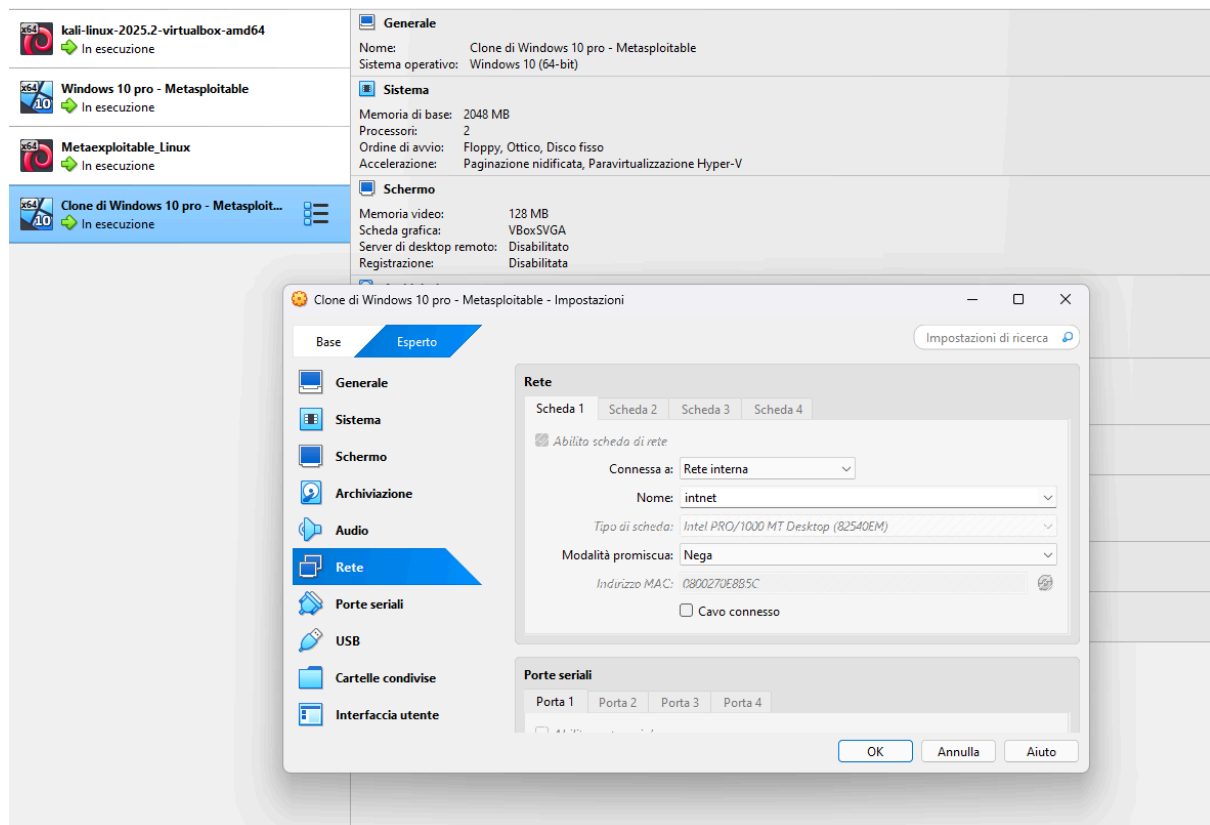 kali-linux-2025.2-virtualbox-amd64
In esecuzione
Windows 10 pro - Metasploitable
In esecuzione
Metaexploitable_Linux
In esecuzione
Clone di Windows 10 pro - Metasploit...
In esecuzione
Generale
Nome: Clone di Windows 10 pro - Metasploitable
Sistema operativo: Windows 10 (64-bit)
Sistema
Memoria di base: 2048 MB
Processori: 2
Ordine di avvio: Floppy, Ottico, Disco fisso
Accelerazione: Paginazione nidificata, Paravirtualizzazione Hyper-V
Schermo
Memoria video: 128 MB
Scheda grafica: VBoxSVGA
Server di desktop remoto: Disabilitato
Registrazione: Disabilitata
Clone di Windows 10 pro - Metasploitable - Impostazioni
Base Esperto
Impostazioni di ricerca
Generale
Sistema
Schermo
Archiviazione
Audio
Rete
Porte seriali
USB
Cartelle condivise
Interfaccia utente
Rete
Scheda 1 Scheda 2 Scheda 3 Scheda 4
Abilita scheda di rete
Connessa a: Rete interna
Nome: intnet
Tipo di scheda: Intel PRO/1000 MT Desktop (82540EM)
Modalità promiscua: Nega
Indirizzo MAC: 0800270E8B5C
Cavo connesso
Porte seriali
Porta 1 Porta 2 Porta 3 Porta 4
OK Annulla Aiuto